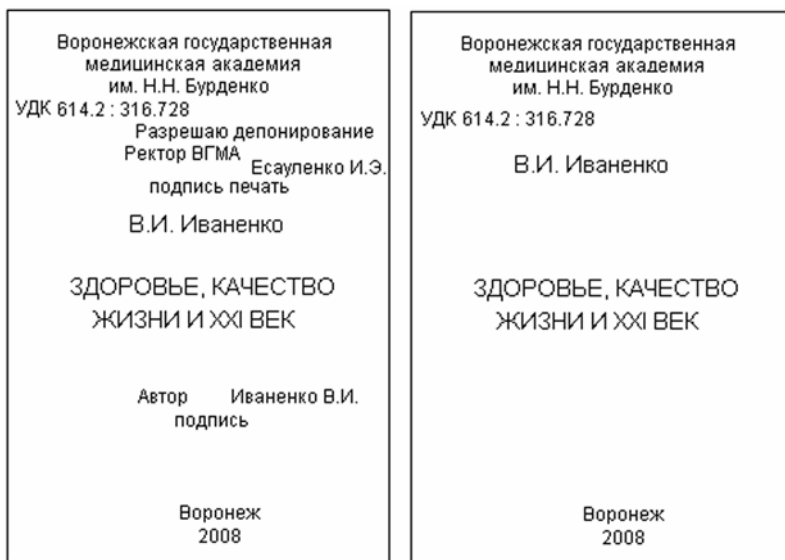 Воронежская государственная
медицинская академия
им. Н.Н. Бурденко
УДК 614.2 : 316.728
Разрешаю депонирование
Ректор ВГМА
Есауленко И.Э.
подпись печать
В.И. Иваненко
ЗДОРОВЬЕ, КАЧЕСТВО
ЖИЗНИ И XXI ВЕК
Автор Иваненко В.И.
подпись
Воронеж
2008
Воронежская государственная
медицинская академия
им. Н.Н. Бурденко
УДК 614.2 : 316.728
В.И. Иваненко
ЗДОРОВЬЕ, КАЧЕСТВО
ЖИЗНИ И XXI ВЕК
Воронеж
2008